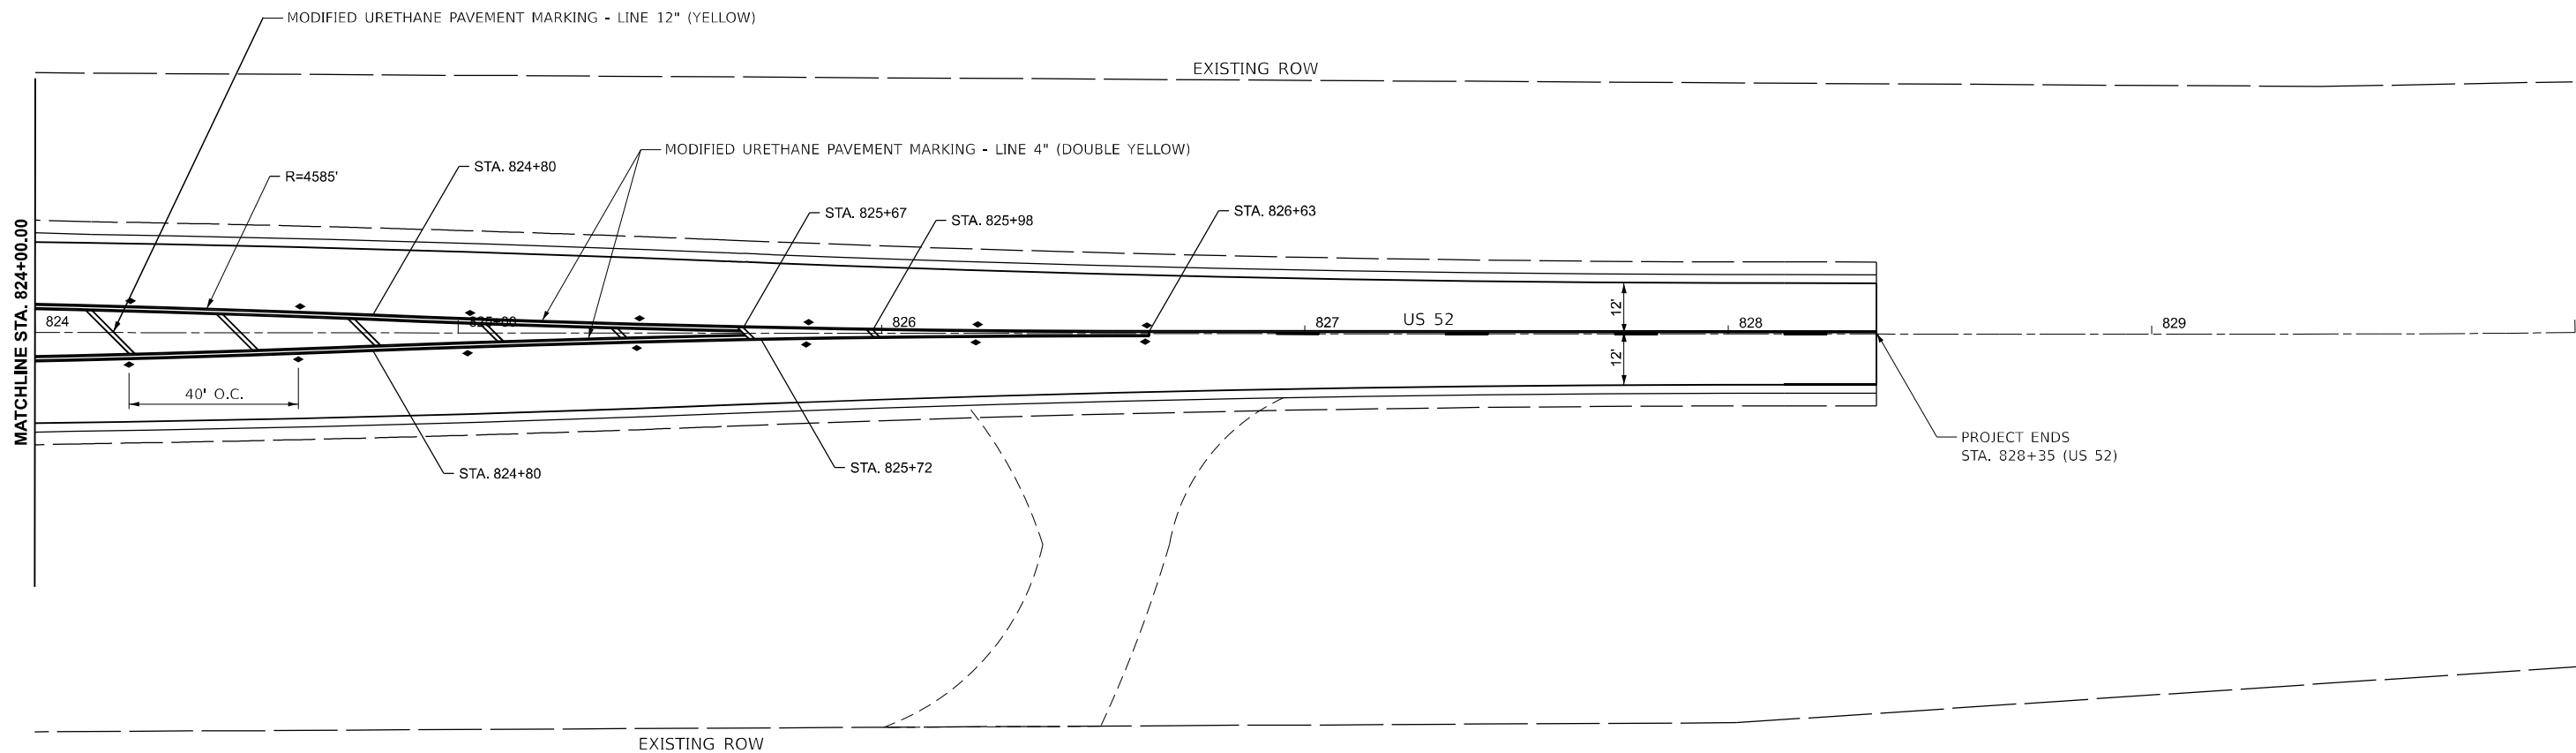 MODIFIED URETHANE PAVEMENT MARKING - LINE 12" (YELLOW)
EXISTING ROW
MODIFIED URETHANE PAVEMENT MARKING - LINE 4" (DOUBLE YELLOW)
STA. 824+80
R=4585'
STA. 825+67
STA. 825+98
STA. 826+63
MATCHLINE STA. 824+00.00
824
825+00
826
827
US 52
828
829
12'
12'
40' O.C.
STA. 824+80
STA. 825+72
PROJECT ENDS
STA. 828+35 (US 52)
EXISTING ROW